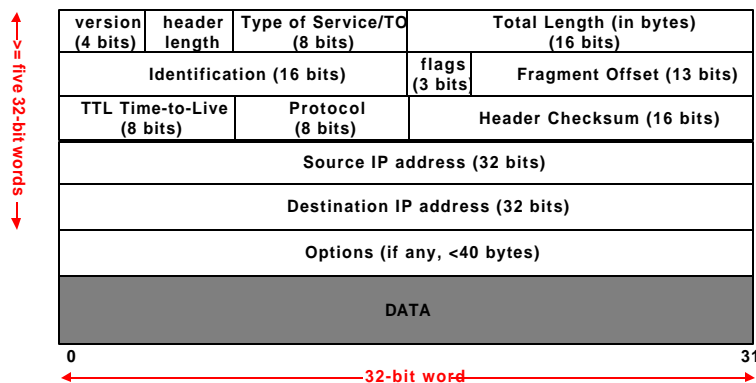 version header Type of Service/TO Total Length (in bytes)
(4 bits) length (8 bits) (16 bits)
Identification (16 bits) flags Fragment Offset (13 bits)
(3 bits)
TTL Time-to-Live Protocol Header Checksum (16 bits)
(8 bits) (8 bits)
Source IP address (32 bits)
Destination IP address (32 bits)
Options (if any, <40 bytes)
DATA
0 31
32-bit word
>= five 32-bit words